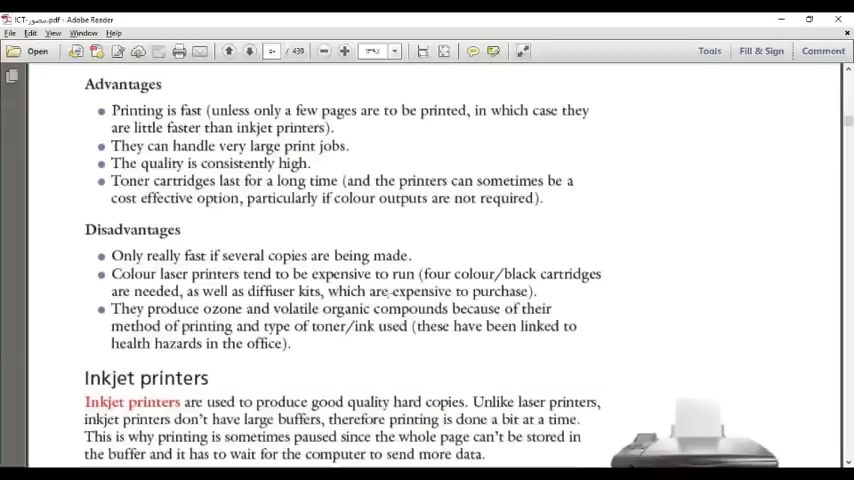 ICT-مصور.pdf - Adobe Reader
File Edit View Window Help
Open ٥٠ / 439 Tools Fill & Sign Comment
Advantages
Printing is fast (unless only a few pages are to be printed, in which case they
are little faster than inkjet printers).
They can handle very large print jobs.
The quality is consistently high.
Toner cartridges last for a long time (and the printers can sometimes be a
cost effective option, particularly if colour outputs are not required).
Disadvantages
Only really fast if several copies are being made.
Colour laser printers tend to be expensive to run (four colour/black cartridges
are needed, as well as diffuser kits, which are expensive to purchase).
They produce ozone and volatile organic compounds because of their
method of printing and type of toner/ink used (these have been linked to
health hazards in the office).
Inkjet printers
Inkjet printers are used to produce good quality hard copies. Unlike laser printers,
inkjet printers don't have large buffers, therefore printing is done a bit at a time.
This is why printing is sometimes paused since the whole page can't be stored in
the buffer and it has to wait for the computer to send more data.